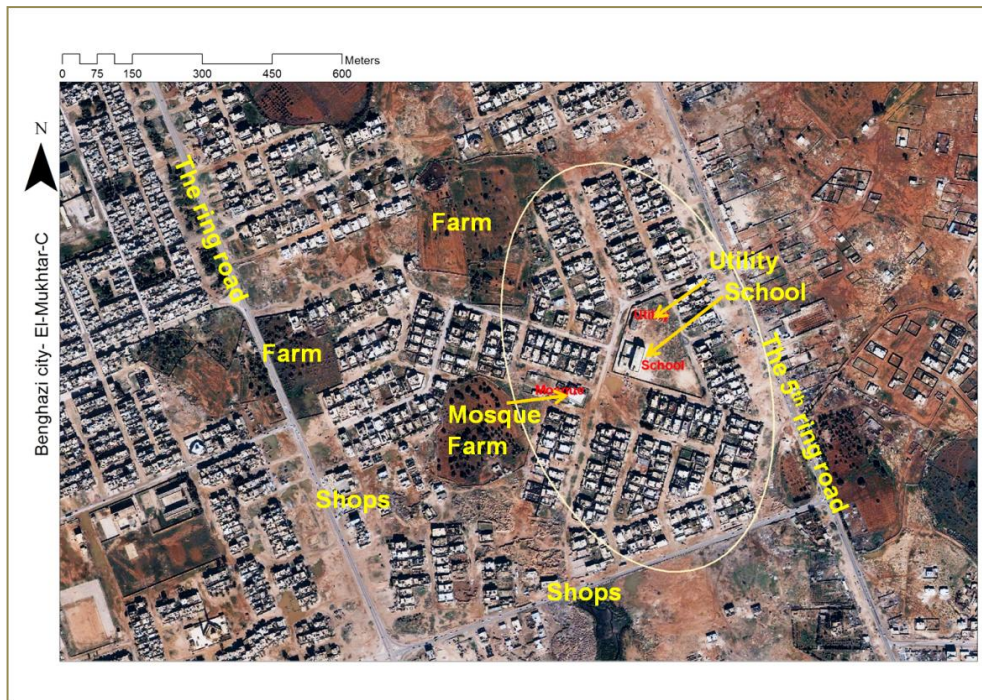 Meters
0 75 150 300 450 600
N
Benghazi city- El-Mukhtar-C
The ring road
Farm
Utility
School
Utility
Farm
School
Mosque
The 5th ring road
Mosque
Farm
Shops
Shops